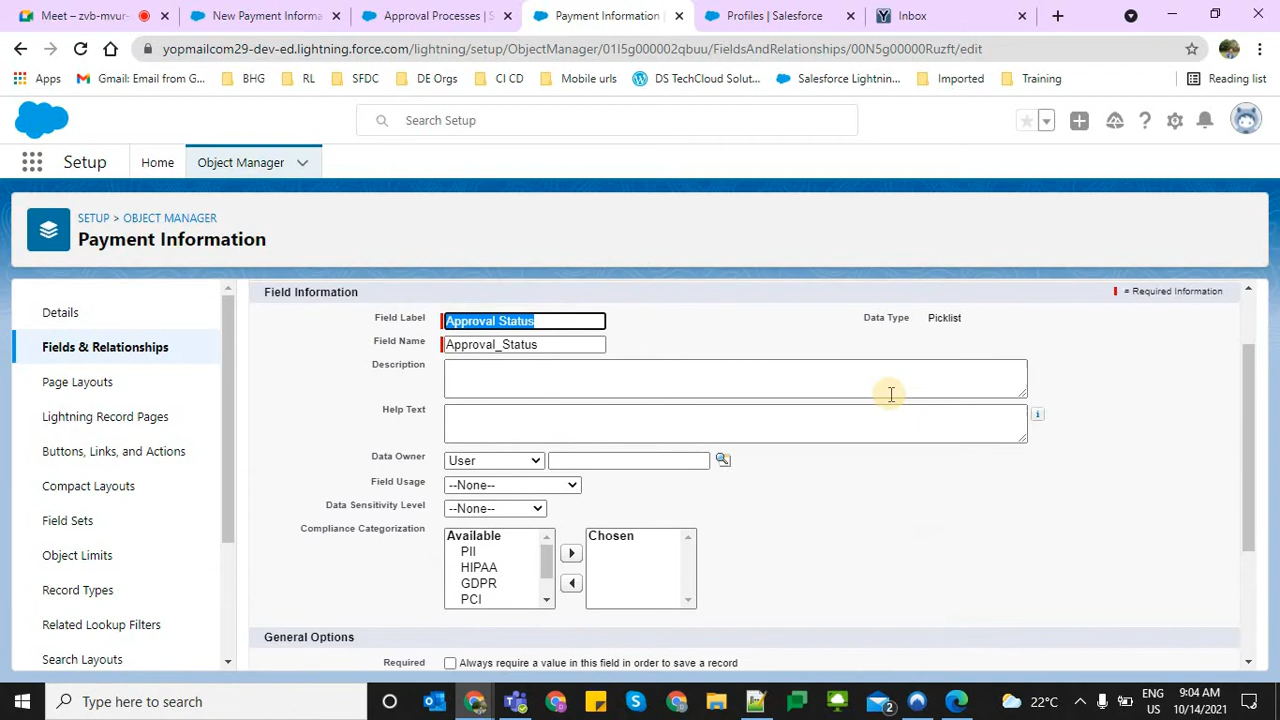 Meet – zvb-mvur-
New Payment Informa
Approval Processes | S
Payment Information |
Profiles | Salesforce
Inbox
yopmailcom29-dev-ed.lightning.force.com/lightning/setup/ObjectManager/01I5g000002qbuu/FieldsAndRelationships/00N5g00000Ruzft/edit
Apps
Gmail: Email from G...
BHG
RL
SFDC
DE Orgs
CI CD
Mobile urls
DS TechCloud Solut...
Salesforce Lightnin...
Imported
Training
Reading list
Search Setup
Setup
Home
Object Manager
SETUP > OBJECT MANAGER
Payment Information
Details
Fields & Relationships
Page Layouts
Lightning Record Pages
Buttons, Links, and Actions
Compact Layouts
Field Sets
Object Limits
Record Types
Related Lookup Filters
Search Layouts
Field Information
= Required Information
Field Label
Approval Status
Data Type
Picklist
Field Name
Approval_Status
Description
Help Text
Data Owner
User
Field Usage
--None--
Data Sensitivity Level
--None--
Compliance Categorization
Available
PII
HIPAA
GDPR
PCI
Chosen
General Options
Required
Always require a value in this field in order to save a record
Type here to search
2
22°C
ENG
US
9:04 AM
10/14/2021